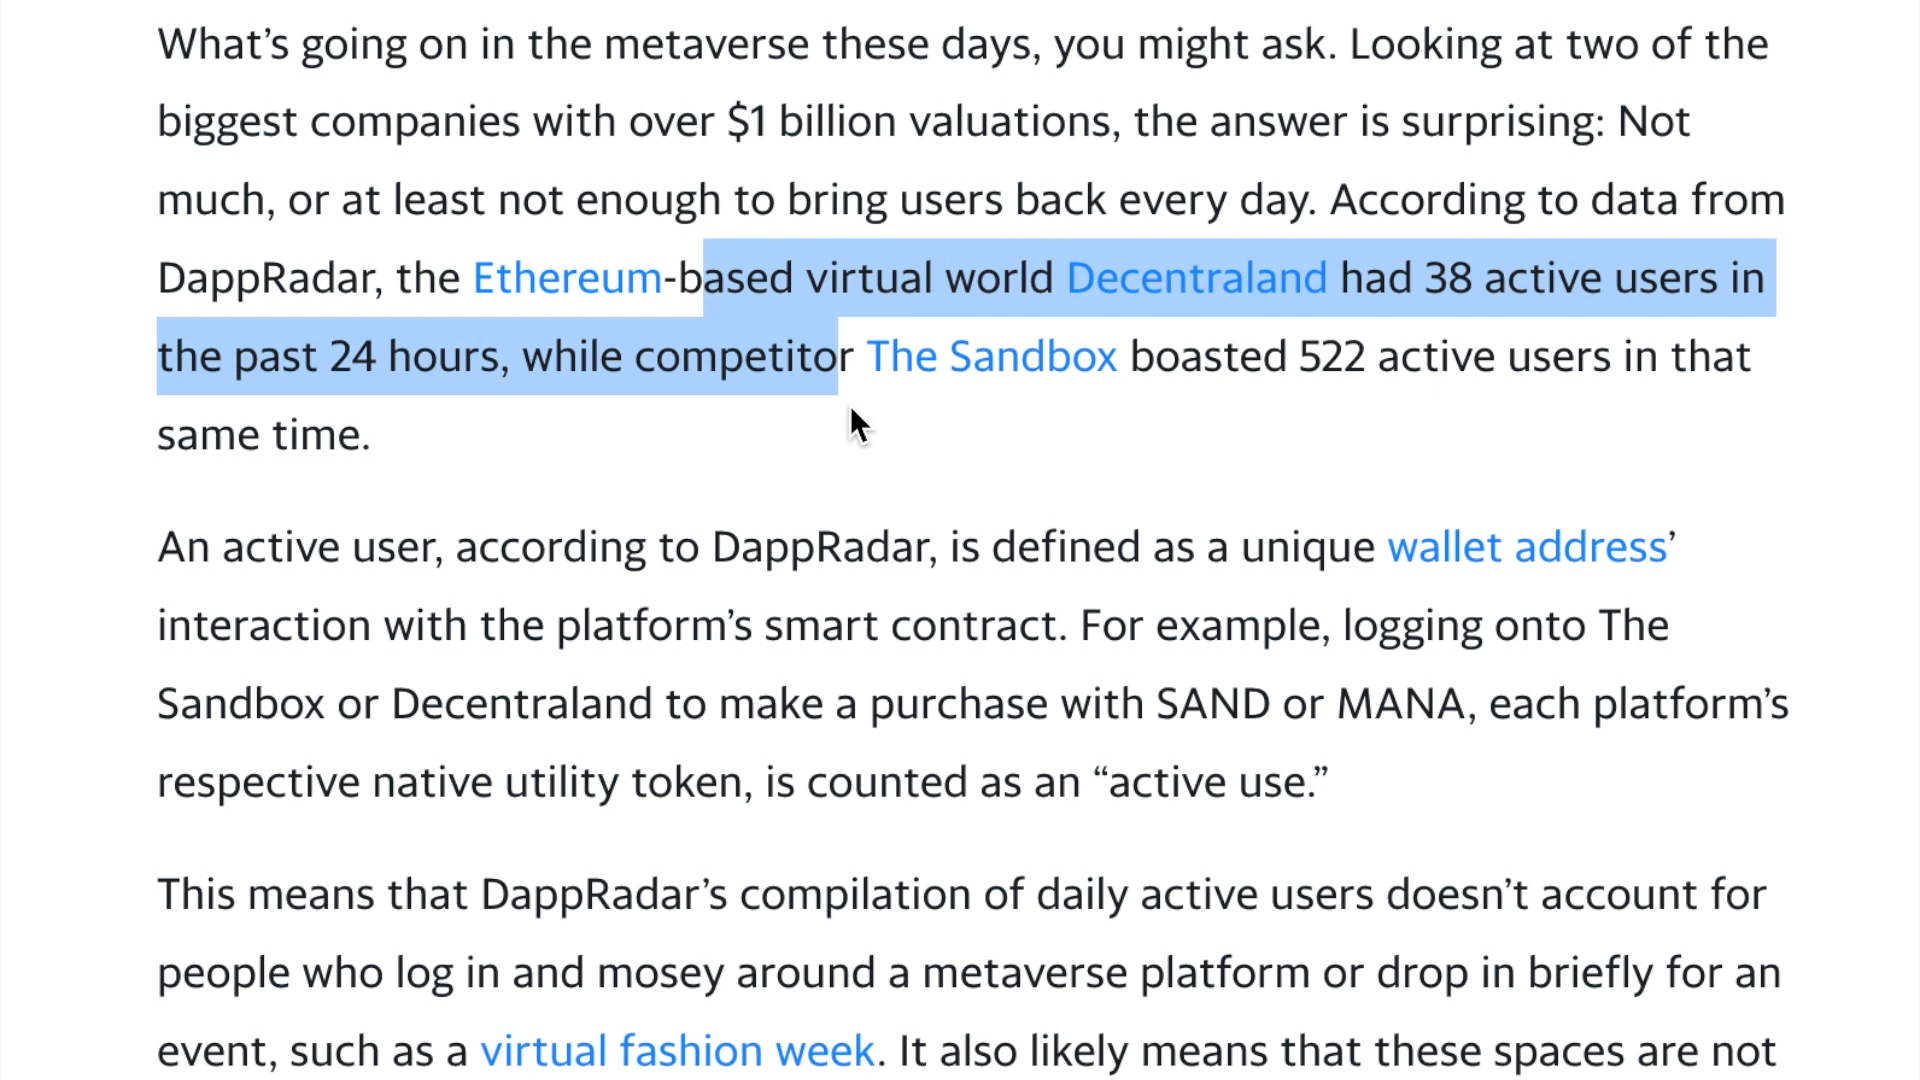 What’s going on in the metaverse these days, you might ask. Looking at two of the
biggest companies with over $1 billion valuations, the answer is surprising: Not
much, or at least not enough to bring users back every day. According to data from
DappRadar, the Ethereum-based virtual world Decentraland had 38 active users in
the past 24 hours, while competitor The Sandbox boasted 522 active users in that
same time.
An active user, according to DappRadar, is defined as a unique wallet address’
interaction with the platform’s smart contract. For example, logging onto The
Sandbox or Decentraland to make a purchase with SAND or MANA, each platform’s
respective native utility token, is counted as an “active use.”
This means that DappRadar’s compilation of daily active users doesn’t account for
people who log in and mosey around a metaverse platform or drop in briefly for an
event, such as a virtual fashion week. It also likely means that these spaces are not